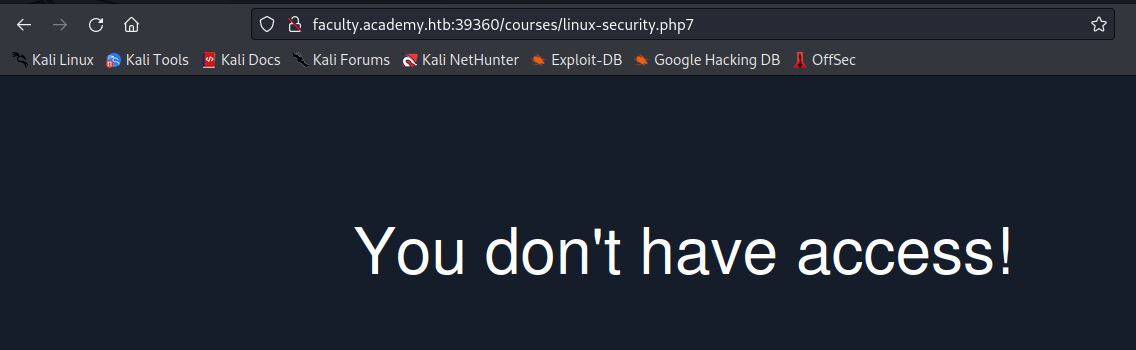 faculty.academy.htb:39360/courses/linux-security.php7
Kali Linux Kali Tools Kali Docs Kali Forums Kali NetHunter Exploit-DB Google Hacking DB OffSec
You don't have access!